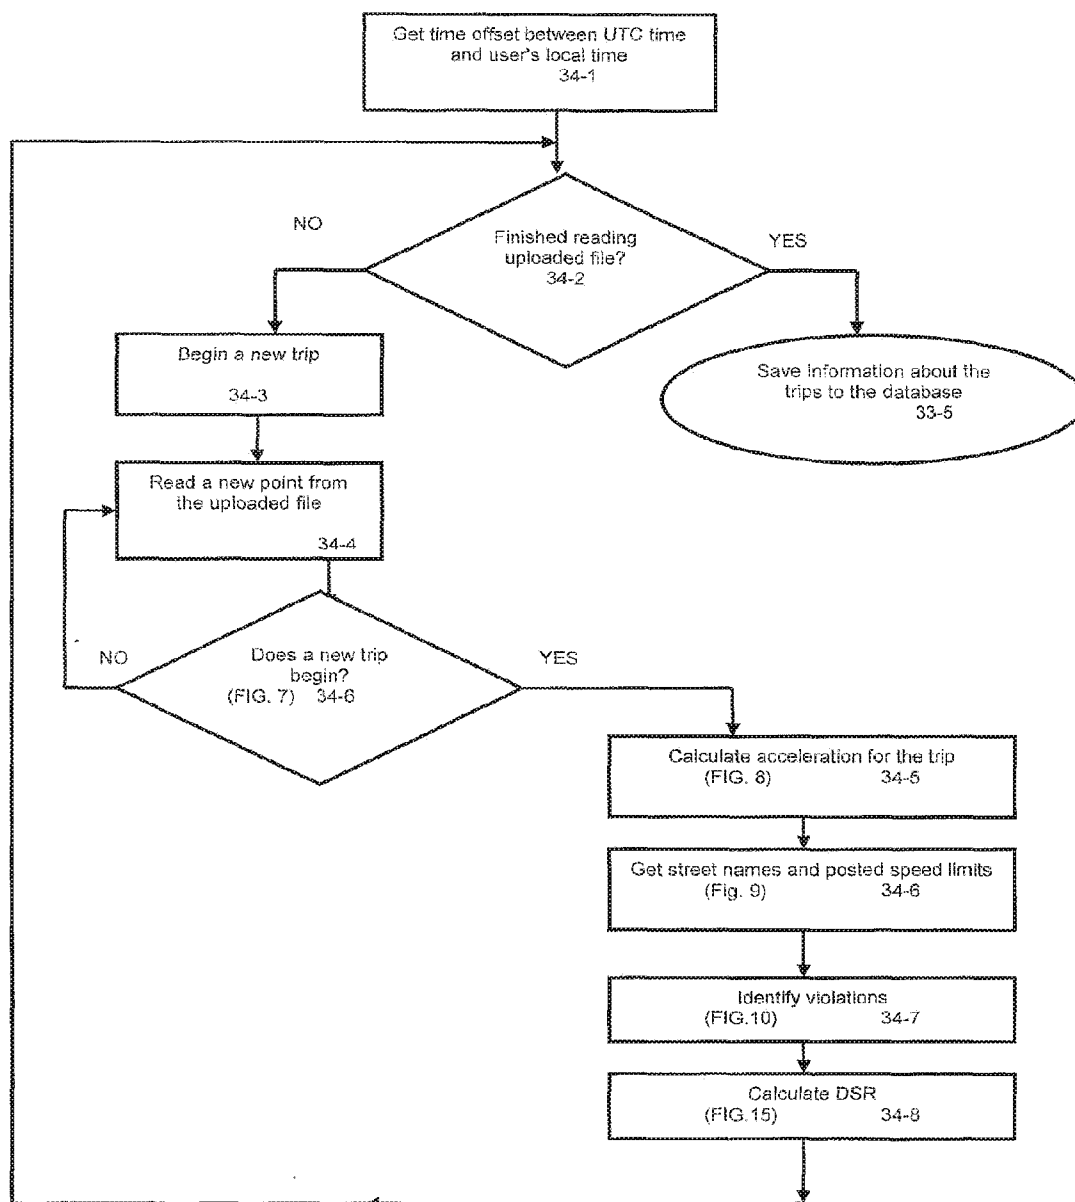 Get time offset between UTC time
and user's local time
34-1
NO
YES
Finished reading
uploaded file?
34-2
Begin a new trip
34-3
Save information about the
trips to the database
33-5
Read a new point from
the uploaded file
34-4
NO
YES
Does a new trip
begin?
(FIG. 7) 34-6
Calculate acceleration for the trip
(FIG. 8) 34-5
Get street names and posted speed limits
(Fig. 9) 34-6
Identify violations
(FIG.10) 34-7
Calculate DSR
(FIG.15) 34-8